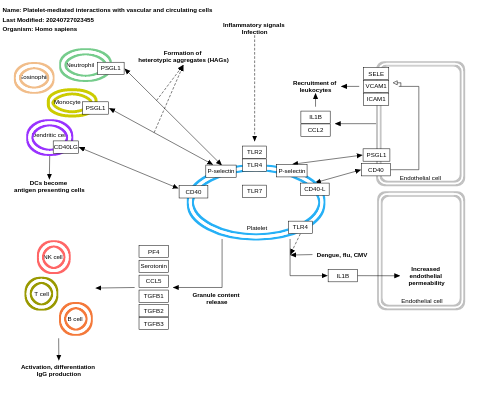 Name: Platelet-mediated interactions with vascular and circulating cells
Last Modified: 20240727023455
Organism: Homo sapiens
Inflammatory signals
Infection
Formation of
heterotypic aggregates (HAGs)
Neutrophil
PSGL1
Eosinophil
Monocyte
PSGL1
Dendritic cell
CD40LG
DCs become
antigen presenting cells
Recruitment of
leukocytes
SELE
VCAM1
ICAM1
IL1B
CCL2
PSGL1
CD40
Endothelial cell
TLR2
TLR4
TLR7
P-selectin
P-selectin
CD40
CD40-L
Platelet
TLR4
Dengue, flu, CMV
IL1B
Increased
endothelial
permeability
Endothelial cell
NK cell
T cell
B cell
PF4
Serotonin
CCL5
TGFB1
TGFB2
TGFB3
Granule content
release
Activation, differentiation
IgG production